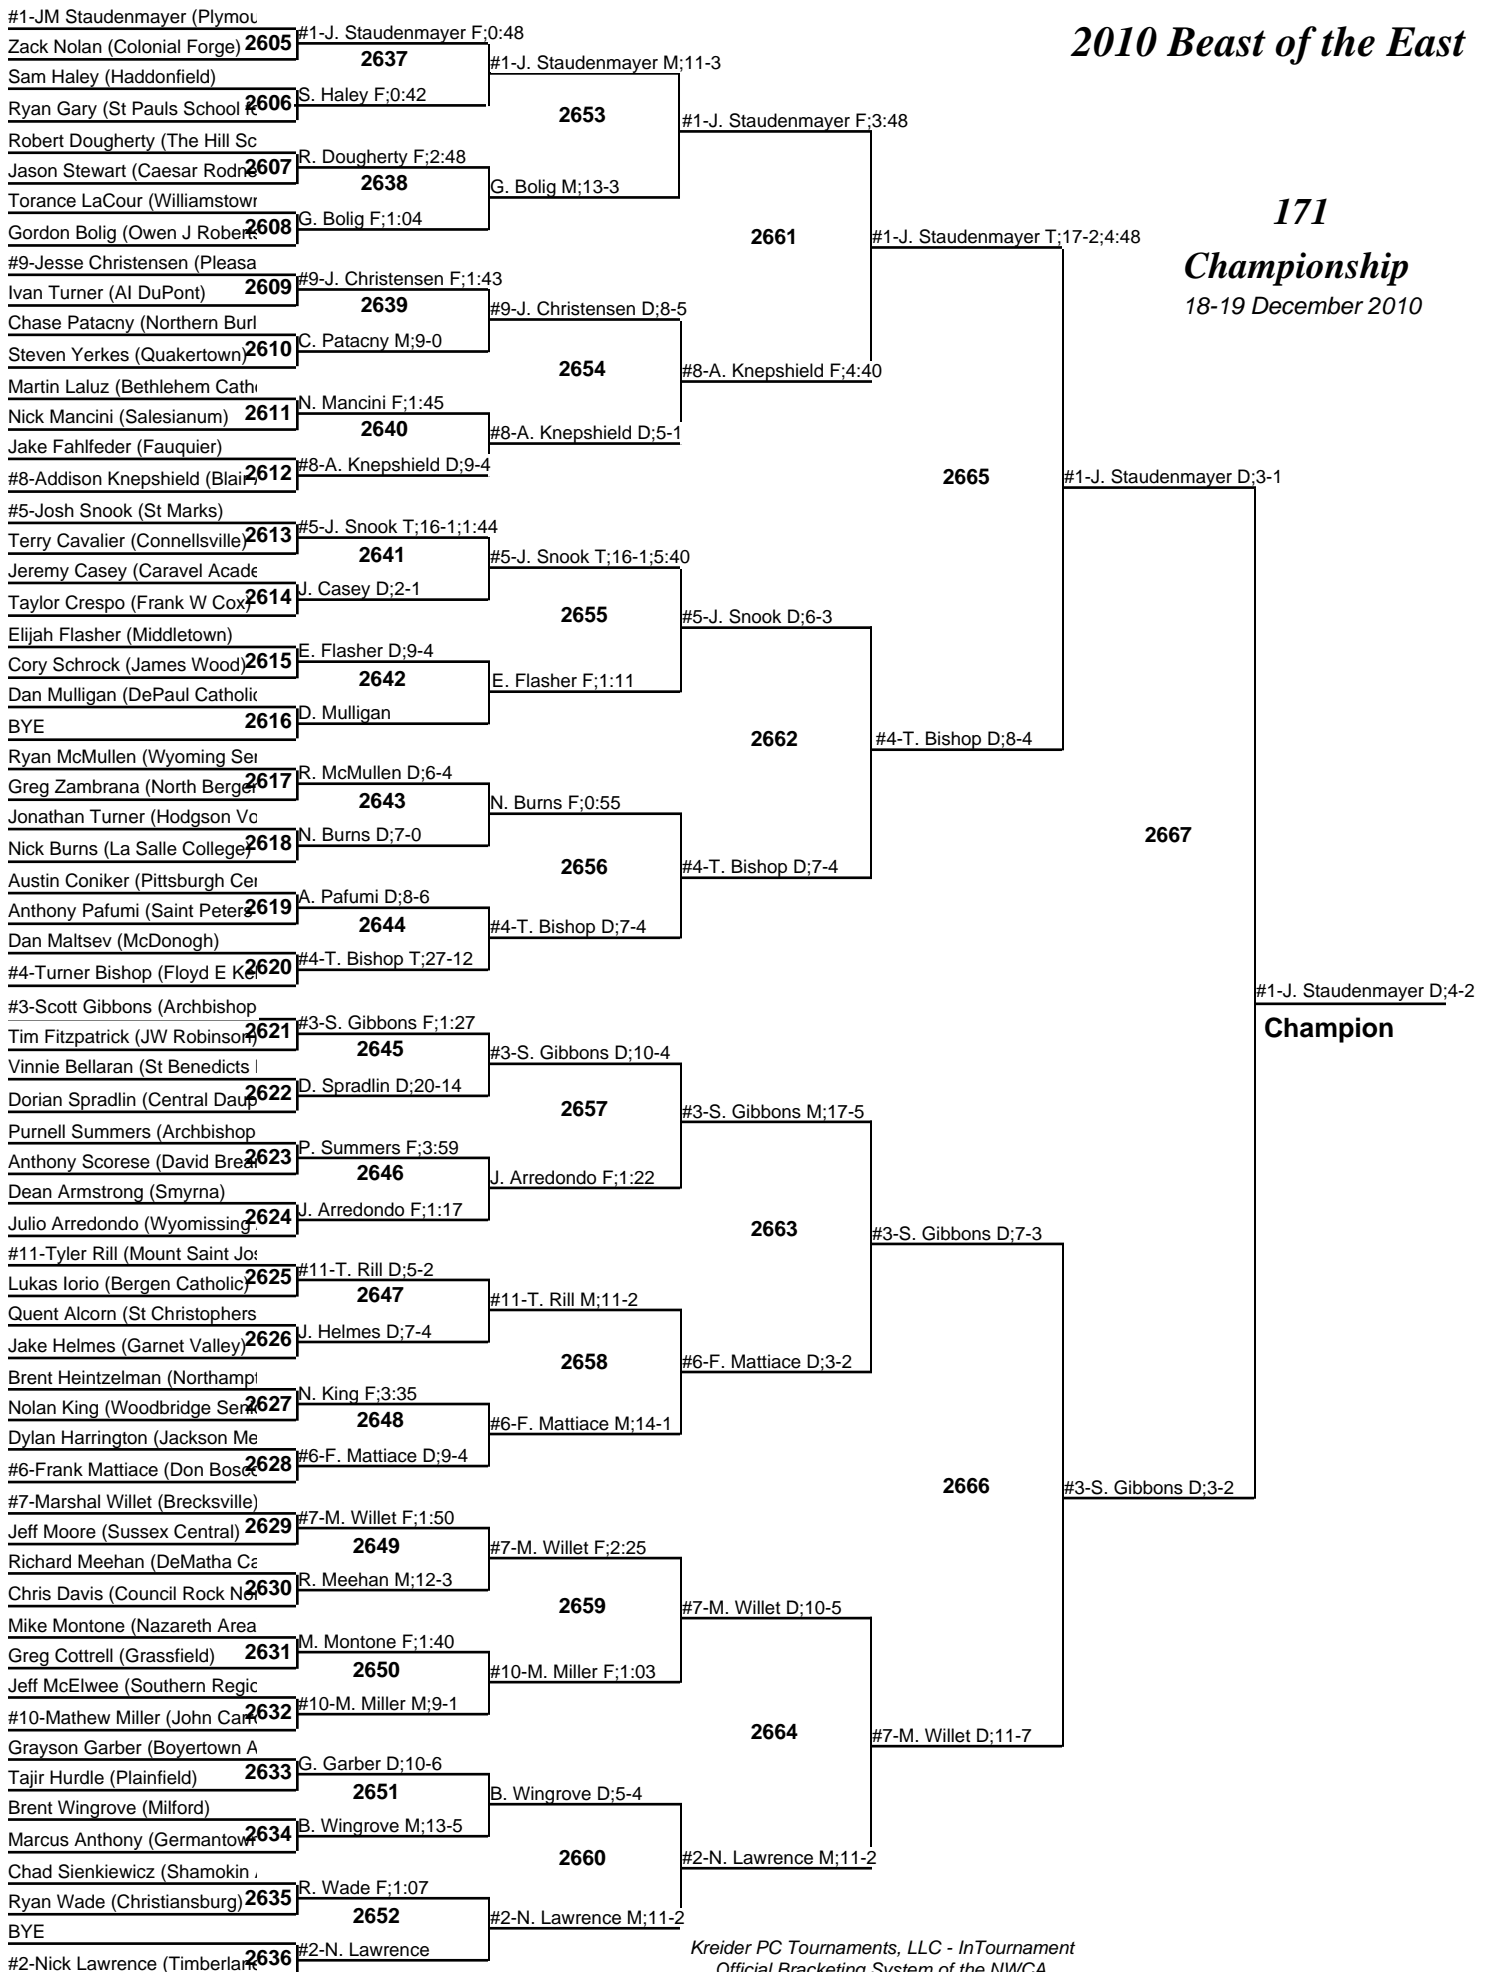 2010 Beast of the East
171
Championship
18-19 December 2010
#1-JM Staudenmayer (Plymou
Zack Nolan (Colonial Forge) 2605
Sam Haley (Haddonfield)
Ryan Gary (St Pauls School 2606
Robert Dougherty (The Hill Sc
Jason Stewart (Caesar Rodn 2607
Torance LaCour (Williamstown
Gordon Bolig (Owen J Robert 2608
#9-Jesse Christensen (Pleasa
Ivan Turner (AI DuPont) 2609
Chase Patacny (Northern Burl
Steven Yerkes (Quakertown) 2610
Martin Laluz (Bethlehem Cath
Nick Mancini (Salesianum) 2611
Jake Fahlfeder (Fauquier)
#8-Addison Knepshield (Blair 2612
#5-Josh Snook (St Marks)
Terry Cavalier (Connellsville) 2613
Jeremy Casey (Caravel Acade
Taylor Crespo (Frank W Cox) 2614
Elijah Flasher (Middletown)
Cory Schrock (James Wood) 2615
Dan Mulligan (DePaul Catholic
BYE 2616
Ryan McMullen (Wyoming Sem
Greg Zambrana (North Berge 2617
Jonathan Turner (Hodgson Vo
Nick Burns (La Salle College) 2618
Austin Coniker (Pittsburgh Cen
Anthony Pafumi (Saint Peters 2619
Dan Maltsev (McDonogh)
#4-Turner Bishop (Floyd E Ke 2620
#3-Scott Gibbons (Archbishop
Tim Fitzpatrick (JW Robinson) 2621
Vinnie Bellaran (St Benedicts
Dorian Spradlin (Central Daup 2622
Purnell Summers (Archbishop
Anthony Scorese (David Brea 2623
Dean Armstrong (Smyrna)
Julio Arredondo (Wyomissing 2624
#11-Tyler Rill (Mount Saint Jos
Lukas Iorio (Bergen Catholic) 2625
Quent Alcorn (St Christophers
Jake Helmes (Garnet Valley) 2626
Brent Heintzelman (Northampt
Nolan King (Woodbridge Seni 2627
Dylan Harrington (Jackson Me
#6-Frank Mattiace (Don Bosc 2628
#7-Marshal Willet (Brecksville)
Jeff Moore (Sussex Central) 2629
Richard Meehan (DeMatha Ca
Chris Davis (Council Rock No 2630
Mike Montone (Nazareth Area
Greg Cottrell (Grassfield) 2631
Jeff McElwee (Southern Regic
#10-Mathew Miller (John Carr 2632
Grayson Garber (Boyertown A
Tajir Hurdle (Plainfield) 2633
Brent Wingrove (Milford)
Marcus Anthony (Germantow 2634
Chad Sienkiewicz (Shamokin
Ryan Wade (Christiansburg) 2635
BYE
#2-Nick Lawrence (Timberlan 2636
#1-J. Staudenmayer F;0:48
2637
S. Haley F;0:42
R. Dougherty F;2:48
2638
G. Bolig F;1:04
#9-J. Christensen F;1:43
2639
C. Patacny M;9-0
N. Mancini F;1:45
2640
#8-A. Knepshield D;9-4
#5-J. Snook T;16-1;1:44
2641
J. Casey D;2-1
E. Flasher D;9-4
2642
D. Mulligan
R. McMullen D;6-4
2643
N. Burns D;7-0
A. Pafumi D;8-6
2644
#4-T. Bishop T;27-12
#3-S. Gibbons F;1:27
2645
D. Spradlin D;20-14
P. Summers F;3:59
2646
J. Arredondo F;1:17
#11-T. Rill D;5-2
2647
J. Helmes D;7-4
N. King F;3:35
2648
#6-F. Mattiace D;9-4
#7-M. Willet F;1:50
2649
R. Meehan M;12-3
M. Montone F;1:40
2650
#10-M. Miller M;9-1
G. Garber D;10-6
2651
B. Wingrove M;13-5
R. Wade F;1:07
2652
#2-N. Lawrence
#1-J. Staudenmayer M;11-3
2653
G. Bolig M;13-3
#9-J. Christensen D;8-5
2654
#8-A. Knepshield D;5-1
#5-J. Snook T;16-1;5:40
2655
E. Flasher F;1:11
N. Burns F;0:55
2656
#4-T. Bishop D;7-4
#3-S. Gibbons D;10-4
2657
J. Arredondo F;1:22
#11-T. Rill M;11-2
2658
#6-F. Mattiace M;14-1
#7-M. Willet F;2:25
2659
#10-M. Miller F;1:03
B. Wingrove D;5-4
2660
#2-N. Lawrence M;11-2
#1-J. Staudenmayer F;3:48
2661
#8-A. Knepshield F;4:40
#5-J. Snook D;6-3
2662
#4-T. Bishop D;7-4
#3-S. Gibbons M;17-5
2663
#6-F. Mattiace D;3-2
#7-M. Willet D;10-5
2664
#2-N. Lawrence M;11-2
#1-J. Staudenmayer T;17-2;4:48
2665
#4-T. Bishop D;8-4
#3-S. Gibbons D;7-3
2666
#7-M. Willet D;11-7
#1-J. Staudenmayer D;3-1
2667
#3-S. Gibbons D;3-2
#1-J. Staudenmayer D;4-2
Champion
Kreider PC Tournaments, LLC - InTournament
Official Bracketing System of the NWCA